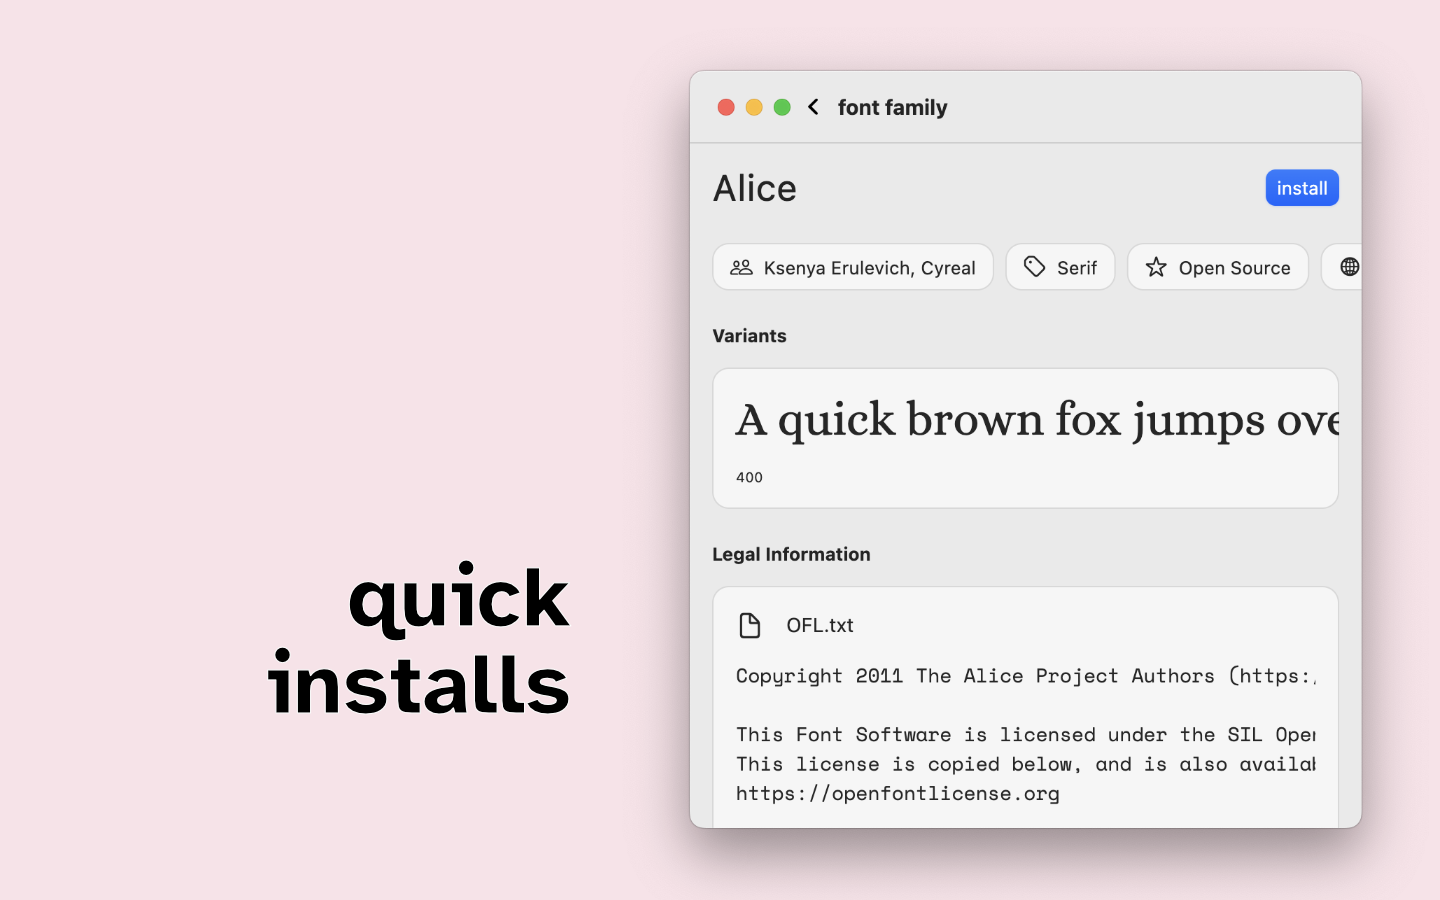 quick
installs
font family
Alice
install
Ksenya Erulevich, Cyreal
Serif
Open Source
Variants
A quick brown fox jumps ove
400
Legal Information
OFL.txt
Copyright 2011 The Alice Project Authors (https:/
This Font Software is licensed under the SIL Open
This license is copied below, and is also availab
https://openfontlicense.org